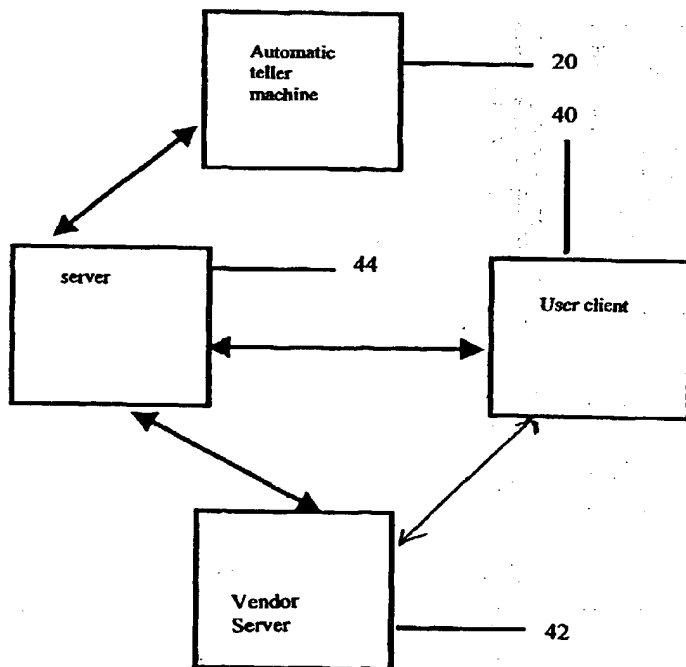 Automatic
teller
machine
20
40
server
44
User client
Vendor
Server
42